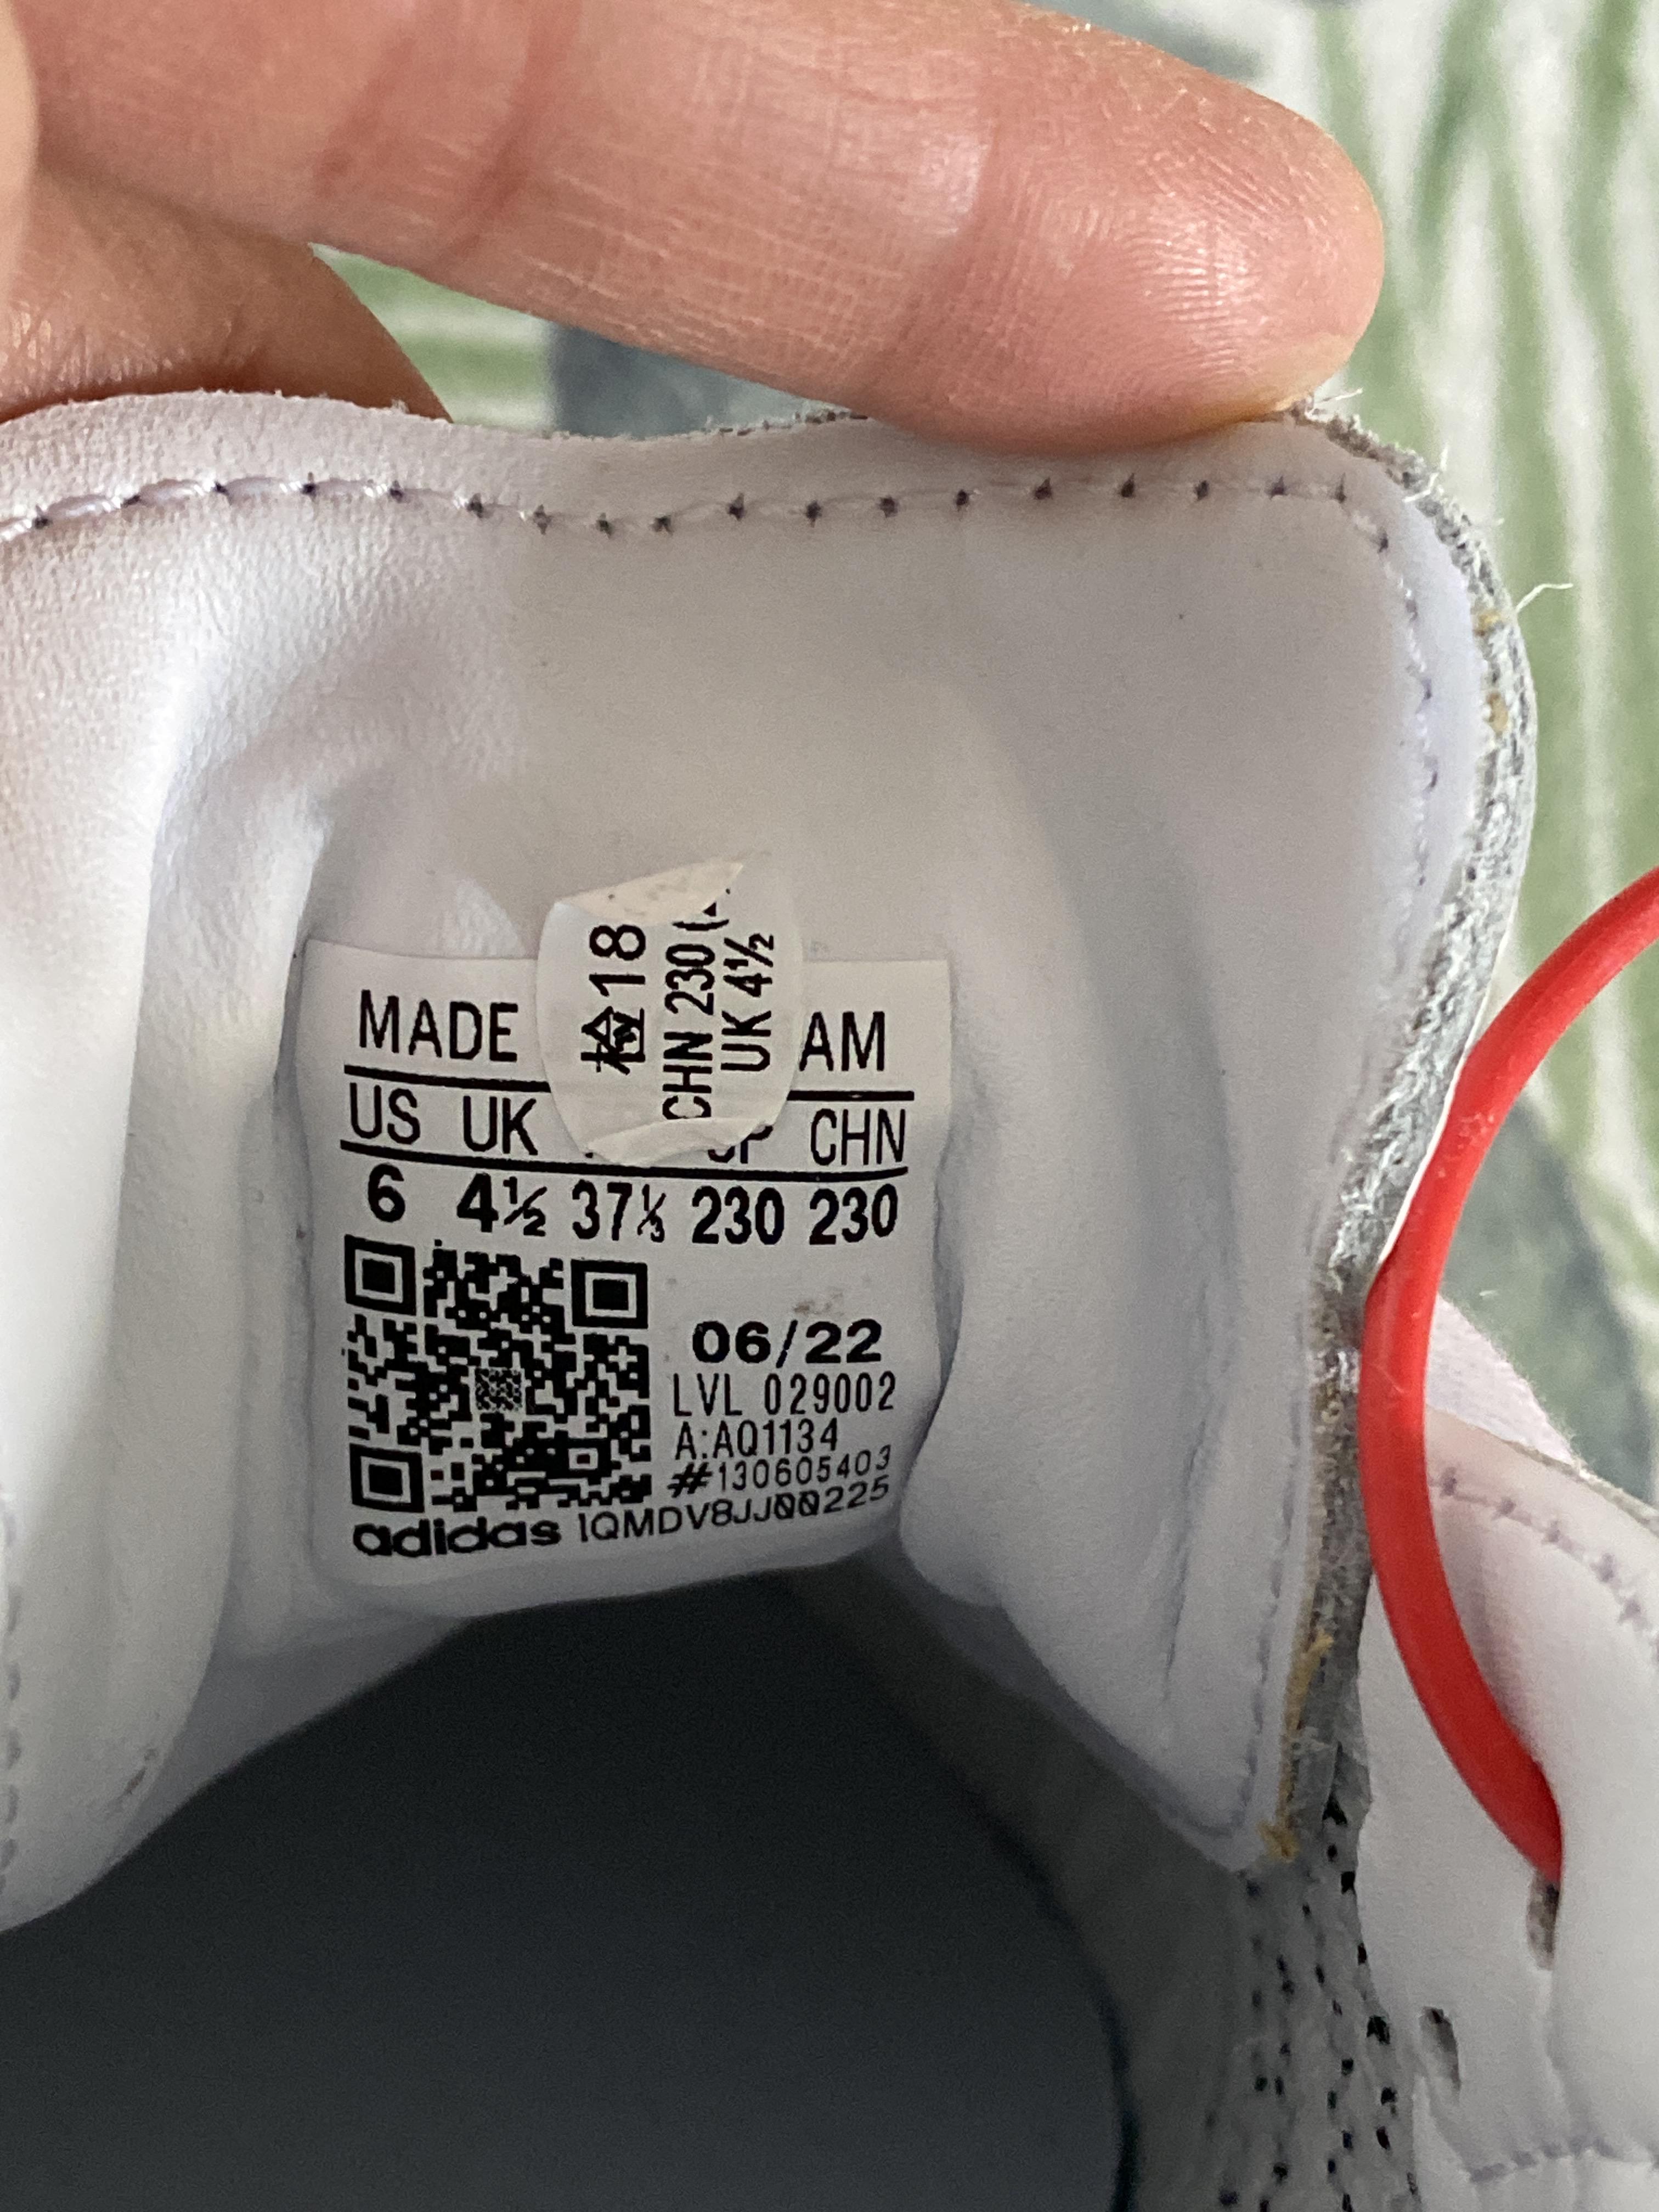 检18
CHN 230 (
UK 4½
MADE AM
US UK CHN
6 4½ 37⅓ 230 230
06/22
LVL 029002
A:AQ1134
#130605403
adidas 1QMDV8JJ00225